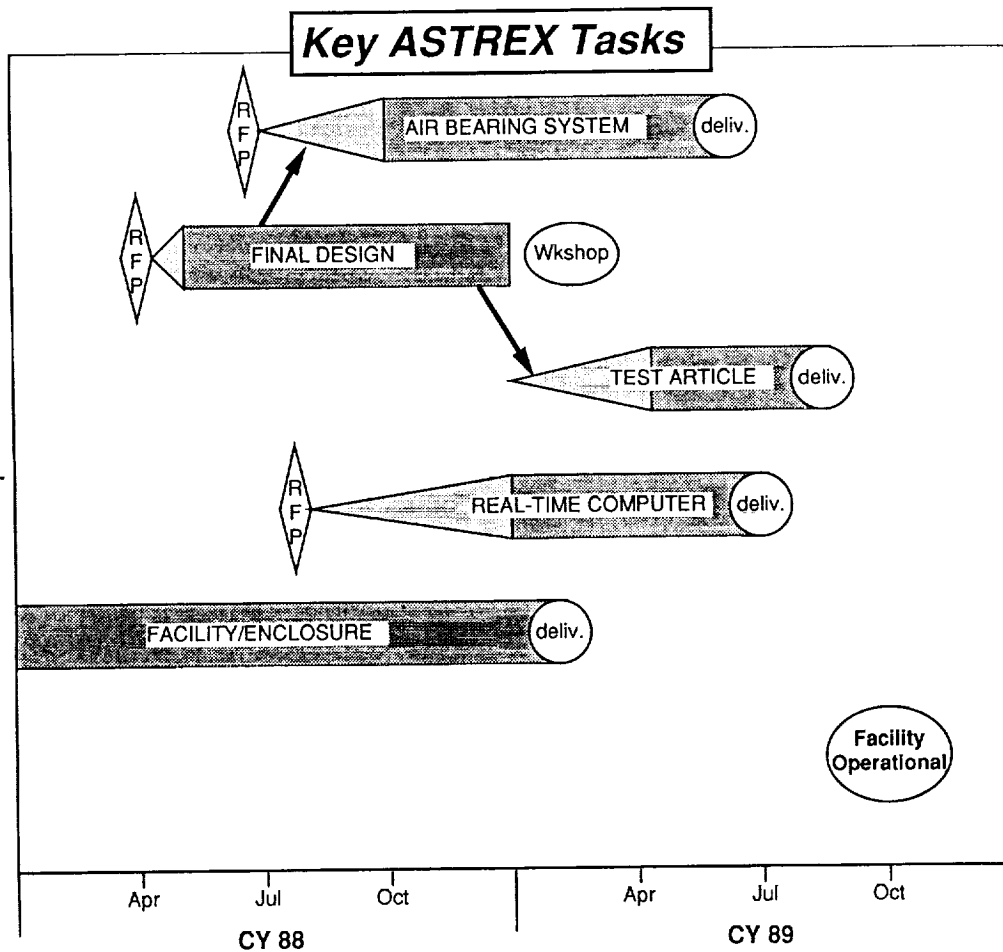 Key ASTREX Tasks
R
F
P
AIR BEARING SYSTEM
deliv.
R
F
P
FINAL DESIGN
Wkshop
TEST ARTICLE
deliv.
R
F
P
REAL-TIME COMPUTER
deliv.
FACILITY/ENCLOSURE
deliv.
Facility
Operational
Apr
Jul
Oct
Apr
Jul
Oct
CY 88
CY 89